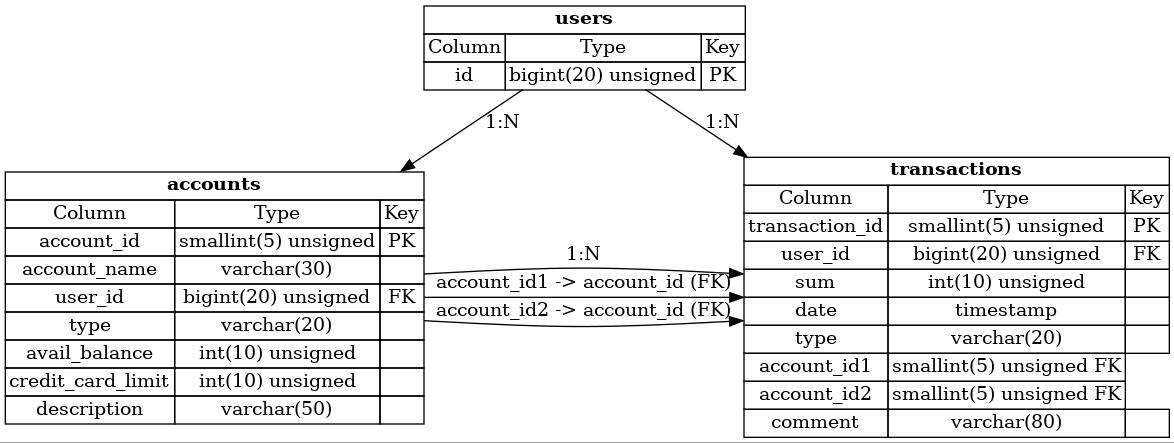 users
Column Type Key
id bigint(20) unsigned PK
1:N 1:N
accounts
Column Type Key
account_id smallint(5) unsigned PK
account_name varchar(30)
user_id bigint(20) unsigned FK
type varchar(20)
avail_balance int(10) unsigned
credit_card_limit int(10) unsigned
description varchar(50)
1:N
account_id1 -> account_id (FK)
account_id2 -> account_id (FK)
transactions
Column Type Key
transaction_id smallint(5) unsigned PK
user_id bigint(20) unsigned FK
sum int(10) unsigned
date timestamp
type varchar(20)
account_id1 smallint(5) unsigned FK
account_id2 smallint(5) unsigned FK
comment varchar(80)